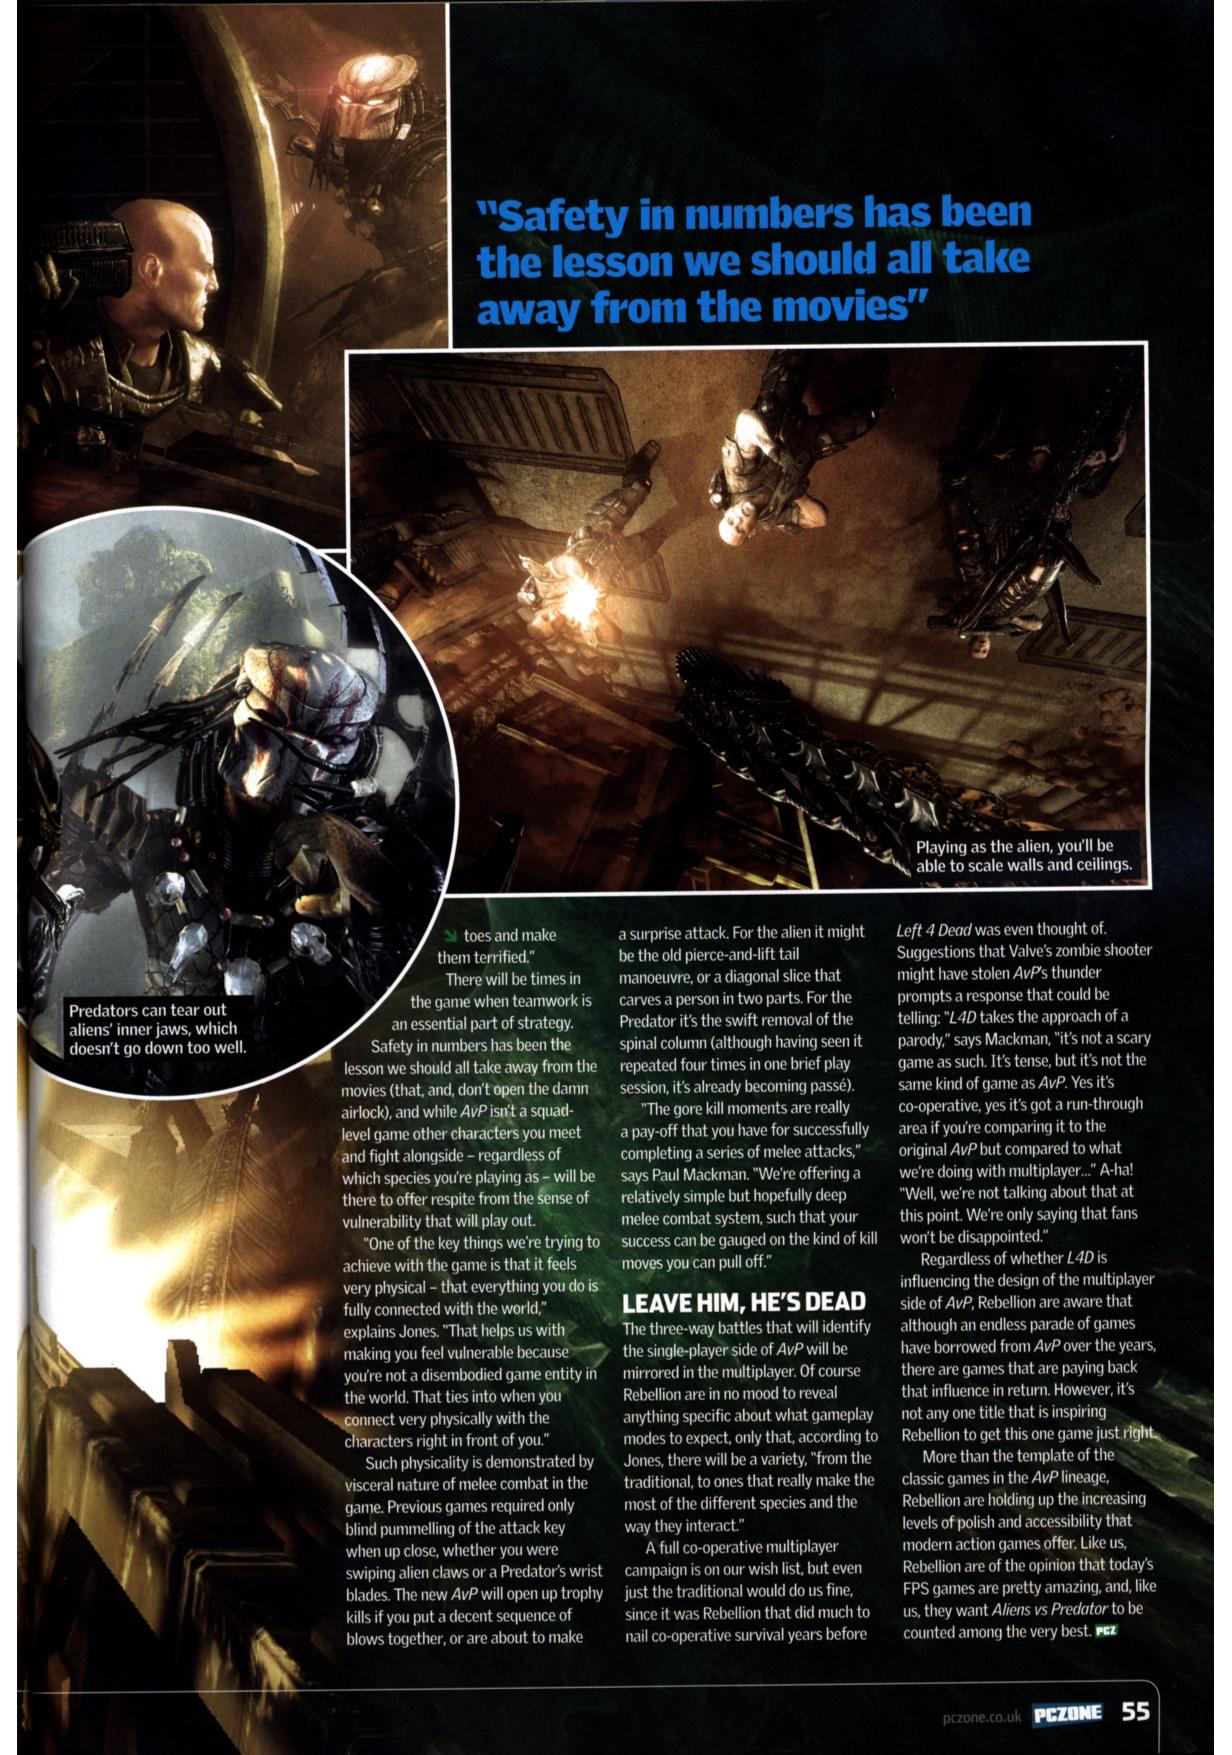 "Safety in numbers has been
the lesson we should all take
away from the movies"
Playing as the alien, you'll be
able to scale walls and ceilings.
Predators can tear out
aliens' inner jaws, which
doesn't go down too well.
toes and make
them terrified."
There will be times in
the game when teamwork is
an essential part of strategy.
Safety in numbers has been the
lesson we should all take away from the
movies (that, and, don't open the damn
airlock), and while AvP isn't a squad-
level game other characters you meet
and fight alongside – regardless of
which species you're playing as – will be
there to offer respite from the sense of
vulnerability that will play out.
"One of the key things we're trying to
achieve with the game is that it feels
very physical – that everything you do is
fully connected with the world,"
explains Jones. "That helps us with
making you feel vulnerable because
you're not a disembodied game entity in
the world. That ties into when you
connect very physically with the
characters right in front of you."
Such physicality is demonstrated by
visceral nature of melee combat in the
game. Previous games required only
blind pummelling of the attack key
when up close, whether you were
swiping alien claws or a Predator's wrist
blades. The new AvP will open up trophy
kills if you put a decent sequence of
blows together, or are about to make
a surprise attack. For the alien it might
be the old pierce-and-lift tail
manoeuvre, or a diagonal slice that
carves a person in two parts. For the
Predator it's the swift removal of the
spinal column (although having seen it
repeated four times in one brief play
session, it's already becoming passé).
"The gore kill moments are really
a pay-off that you have for successfully
completing a series of melee attacks,"
says Paul Mackman. "We're offering a
relatively simple but hopefully deep
melee combat system, such that your
success can be gauged on the kind of kill
moves you can pull off."
LEAVE HIM, HE'S DEAD
The three-way battles that will identify
the single-player side of AvP will be
mirrored in the multiplayer. Of course
Rebellion are in no mood to reveal
anything specific about what gameplay
modes to expect, only that, according to
Jones, there will be a variety, "from the
traditional, to ones that really make the
most of the different species and the
way they interact."
A full co-operative multiplayer
campaign is on our wish list, but even
just the traditional would do us fine,
since it was Rebellion that did much to
nail co-operative survival years before
Left 4 Dead was even thought of.
Suggestions that Valve's zombie shooter
might have stolen AvP's thunder
prompts a response that could be
telling: "L4D takes the approach of a
parody," says Mackman, "it's not a scary
game as such. It's tense, but it's not the
same kind of game as AvP. Yes it's
co-operative, yes it's got a run-through
area if you're comparing it to the
original AvP but compared to what
we're doing with multiplayer..." A-ha!
"Well, we're not talking about that at
this point. We're only saying that fans
won't be disappointed."
Regardless of whether L4D is
influencing the design of the multiplayer
side of AvP, Rebellion are aware that
although an endless parade of games
have borrowed from AvP over the years,
there are games that are paying back
that influence in return. However, it's
not any one title that is inspiring
Rebellion to get this one game just right.
More than the template of the
classic games in the AvP lineage,
Rebellion are holding up the increasing
levels of polish and accessibility that
modern action games offer. Like us,
Rebellion are of the opinion that today's
FPS games are pretty amazing, and, like
us, they want Aliens vs Predator to be
counted among the very best. PCZ
pczone.co.uk PCZONE 55